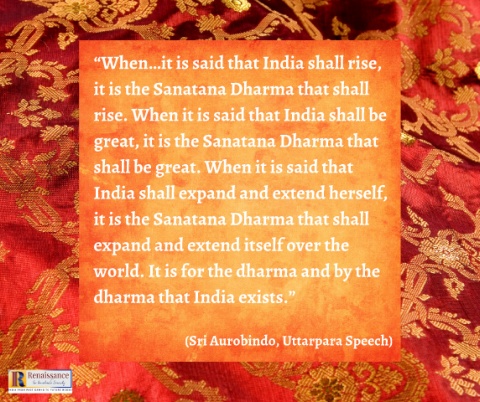 “When...it is said that India shall rise,
it is the Sanatana Dharma that shall
rise. When it is said that India shall be
great, it is the Sanatana Dharma that
shall be great. When it is said that
India shall expand and extend herself,
it is the Sanatana Dharma that shall
expand and extend itself over the
world. It is for the dharma and by the
dharma that India exists.”
(Sri Aurobindo, Uttarpara Speech)
Renaissance